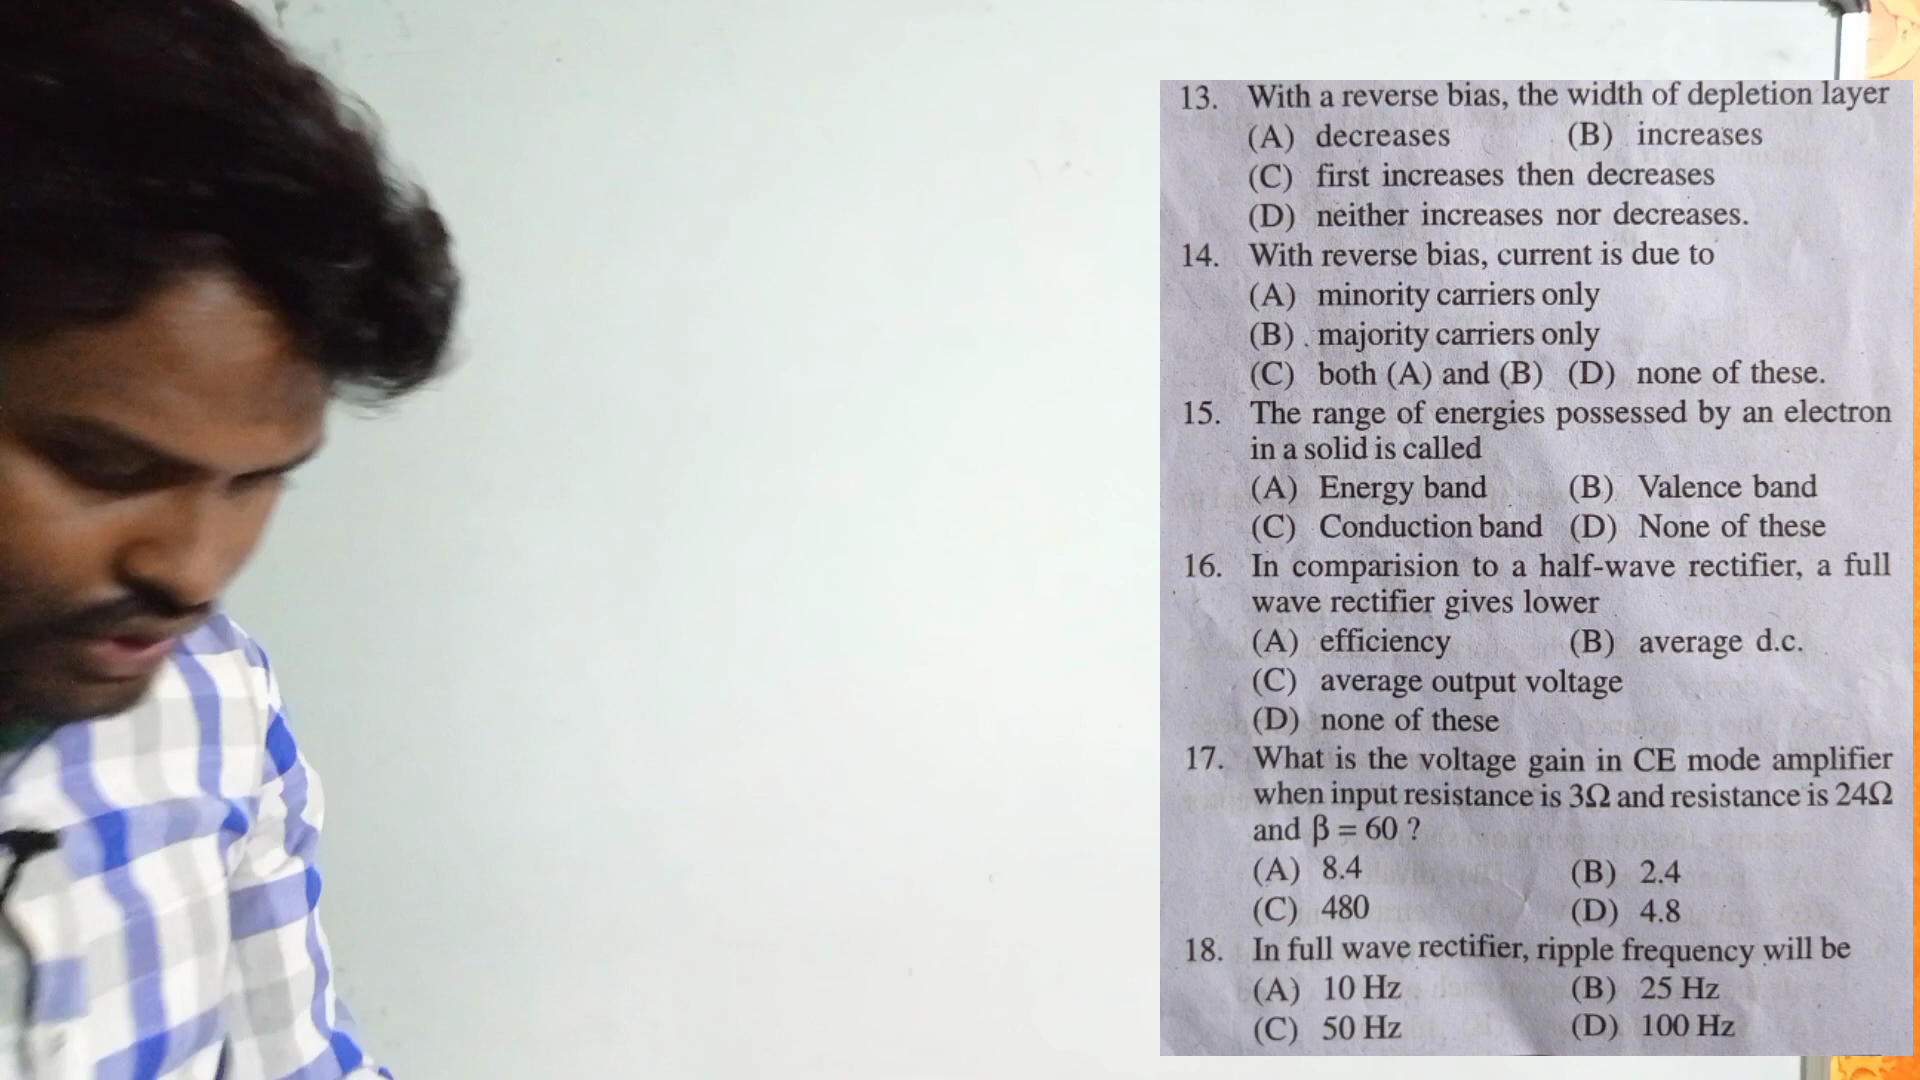 13. With a reverse bias, the width of depletion layer
(A) decreases (B) increases
(C) first increases then decreases
(D) neither increases nor decreases.
14. With reverse bias, current is due to
(A) minority carriers only
(B) majority carriers only
(C) both (A) and (B) (D) none of these.
15. The range of energies possessed by an electron
in a solid is called
(A) Energy band (B) Valence band
(C) Conduction band (D) None of these
16. In comparision to a half-wave rectifier, a full
wave rectifier gives lower
(A) efficiency (B) average d.c.
(C) average output voltage
(D) none of these
17. What is the voltage gain in CE mode amplifier
when input resistance is 3Ω and resistance is 24Ω
and β = 60 ?
(A) 8.4 (B) 2.4
(C) 480 (D) 4.8
18. In full wave rectifier, ripple frequency will be
(A) 10 Hz (B) 25 Hz
(C) 50 Hz (D) 100 Hz